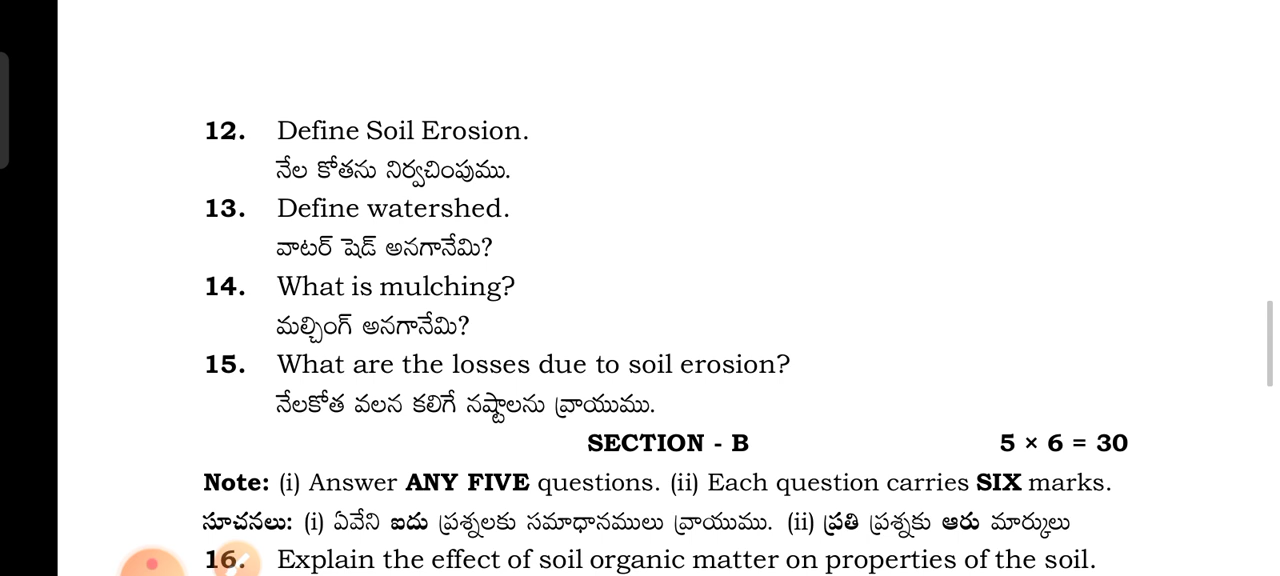 12. Define Soil Erosion.
నేల కోతను నిర్వచింపుము.
13. Define watershed.
వాటర్ షెడ్ అనగానేమి?
14. What is mulching?
మల్చింగ్ అనగానేమి?
15. What are the losses due to soil erosion?
నేలకోత వలన కలిగే నష్టాలను వ్రాయుము.
SECTION - B 5 × 6 = 30
Note: (i) Answer ANY FIVE questions. (ii) Each question carries SIX marks.
సూచనలు: (i) ఏవేని ఐదు ప్రశ్నలకు సమాధానములు వ్రాయుము. (ii) ప్రతి ప్రశ్నకు ఆరు మార్కులు
16. Explain the effect of soil organic matter on properties of the soil.